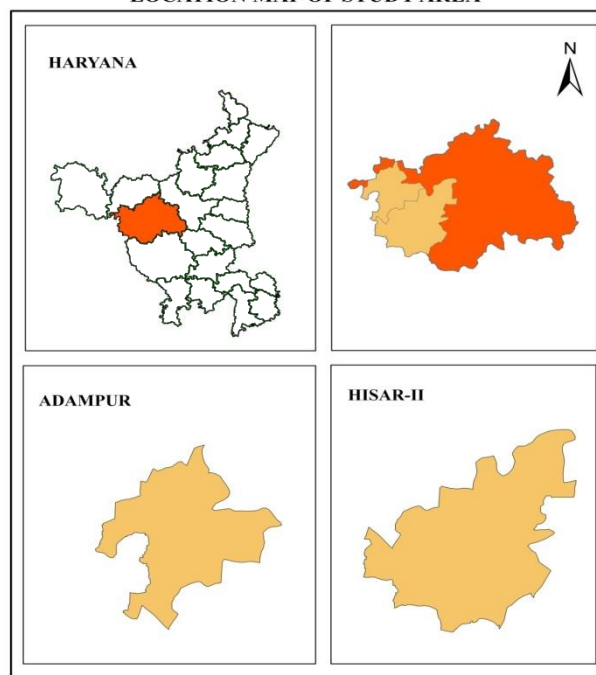 LOCATION MAP OF STUDY AREA
HARYANA
N
ADAMPUR
HISAR-II